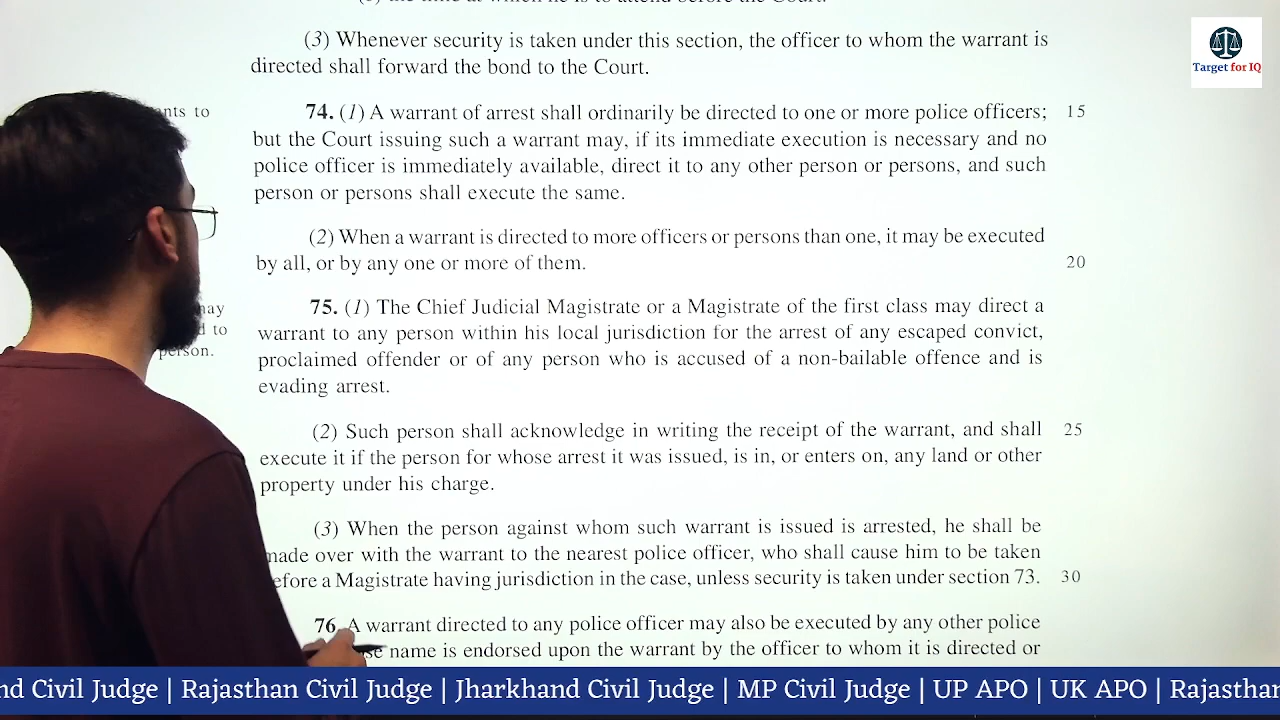 (3) Whenever security is taken under this section, the officer to whom the warrant is
directed shall forward the bond to the Court.
Target for IQ
to
74. (1) A warrant of arrest shall ordinarily be directed to one or more police officers; 15
but the Court issuing such a warrant may, if its immediate execution is necessary and no
police officer is immediately available, direct it to any other person or persons, and such
person or persons shall execute the same.
(2) When a warrant is directed to more officers or persons than one, it may be executed
by all, or by any one or more of them. 20
to
person.
75. (1) The Chief Judicial Magistrate or a Magistrate of the first class may direct a
warrant to any person within his local jurisdiction for the arrest of any escaped convict,
proclaimed offender or of any person who is accused of a non-bailable offence and is
evading arrest.
(2) Such person shall acknowledge in writing the receipt of the warrant, and shall 25
execute it if the person for whose arrest it was issued, is in, or enters on, any land or other
property under his charge.
(3) When the person against whom such warrant is issued is arrested, he shall be
made over with the warrant to the nearest police officer, who shall cause him to be taken
before a Magistrate having jurisdiction in the case, unless security is taken under section 73. 30
76. A warrant directed to any police officer may also be executed by any other police
name is endorsed upon the warrant by the officer to whom it is directed or
nd Civil Judge | Rajasthan Civil Judge | Jharkhand Civil Judge | MP Civil Judge | UP APO | UK APO | Rajasthan